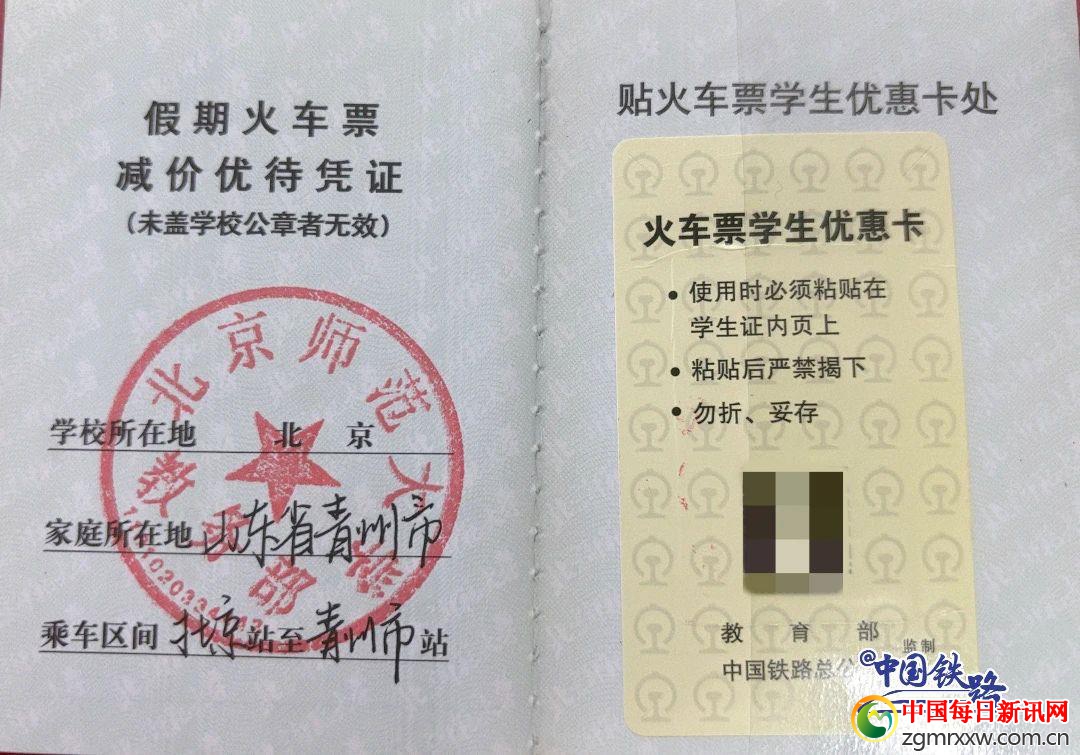 假期火车票
减价优待凭证
(未盖学校公章者无效)
北京师范大学
教务部
学校所在地 北京
家庭所在地 山东省青州市
乘车区间 北京站至青州市站
贴火车票学生优惠卡处
火车票学生优惠卡
• 使用时必须粘贴在
学生证内页上
• 粘贴后严禁揭下
• 勿折、妥存
教育部
中国铁路总公
监制
@中国铁路
中国每日新讯网
zgmrxxw.com.cn